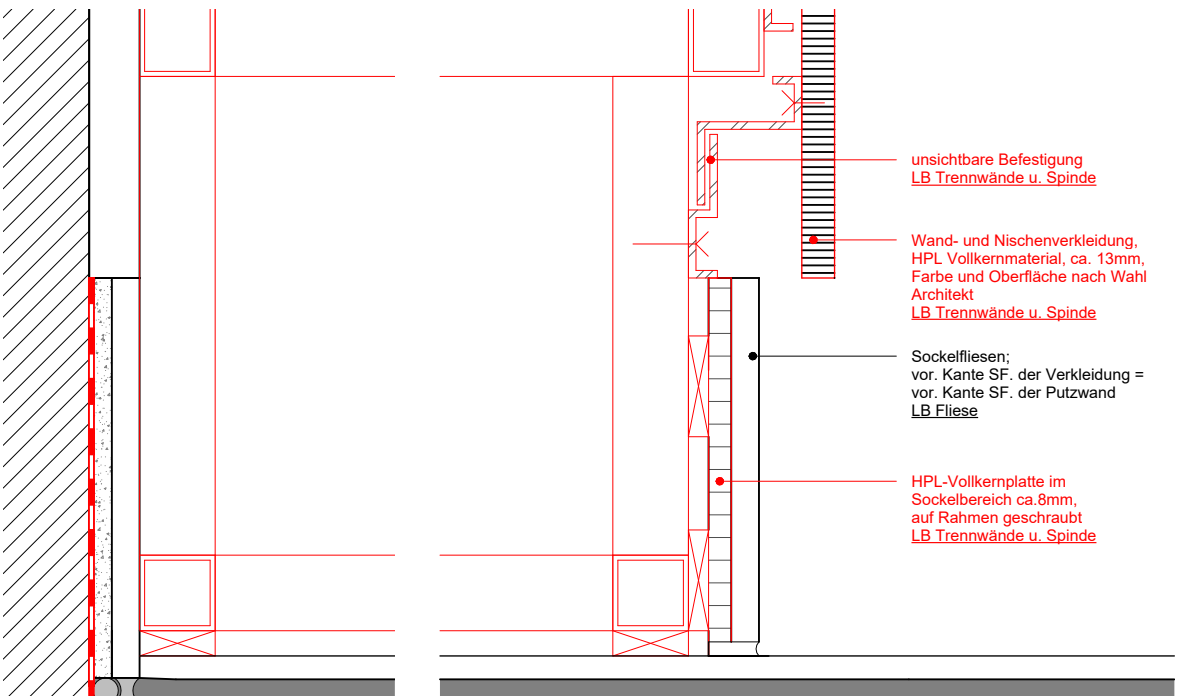 unsichtbare Befestigung
LB Trennwände u. Spinde
Wand- und Nischenverkleidung,
HPL Vollkernmaterial, ca. 13mm,
Farbe und Oberfläche nach Wahl
Architekt
LB Trennwände u. Spinde
Sockelfliesen;
vor. Kante SF. der Verkleidung =
vor. Kante SF. der Putzwand
LB Fliese
HPL-Vollkernplatte im
Sockelbereich ca.8mm,
auf Rahmen geschraubt
LB Trennwände u. Spinde